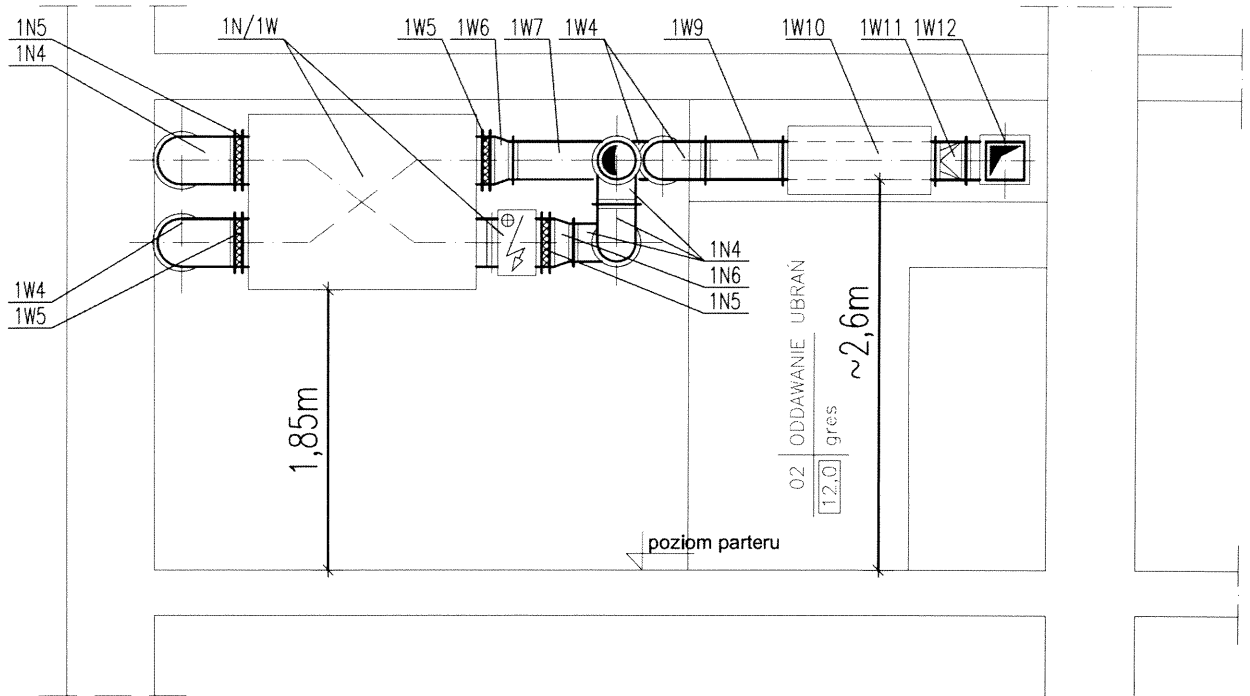 1N5
1N4
1N/1W
1W5
1W6
1W7
1W4
1W9
1W10
1W11
1W12
1W4
1W5
1N4
1N6
1N5
1,85m
~2,6m
02 ODDAWANIE UBRAŃ
12,0 gres
poziom parteru